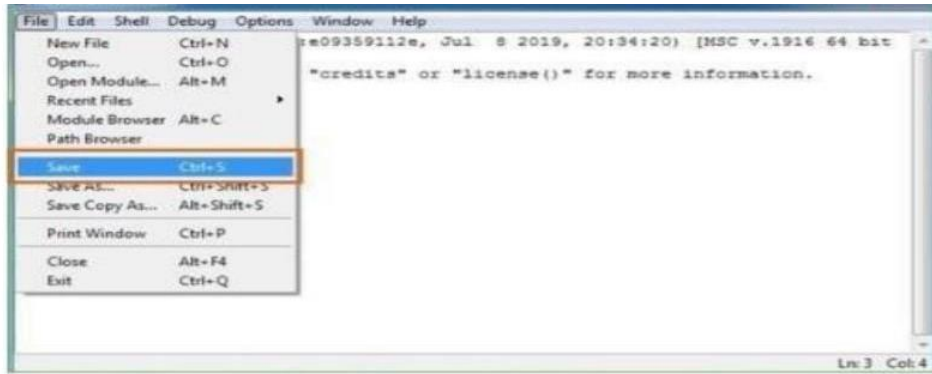 File Edit Shell Debug Options Window Help
New File Ctrl+N
:e09359112e, Jul 8 2019, 20:34:20) [MSC v.1916 64 bit
Open... Ctrl+O
Open Module... Alt+M
"credits" or "license()" for more information.
Recent Files
Module Browser Alt+C
Path Browser
Save Ctrl+S
Save As... Ctrl+Shift+S
Save Copy As... Alt+Shift+S
Print Window Ctrl+P
Close Alt+F4
Exit Ctrl+Q
Ln: 3 Col: 4